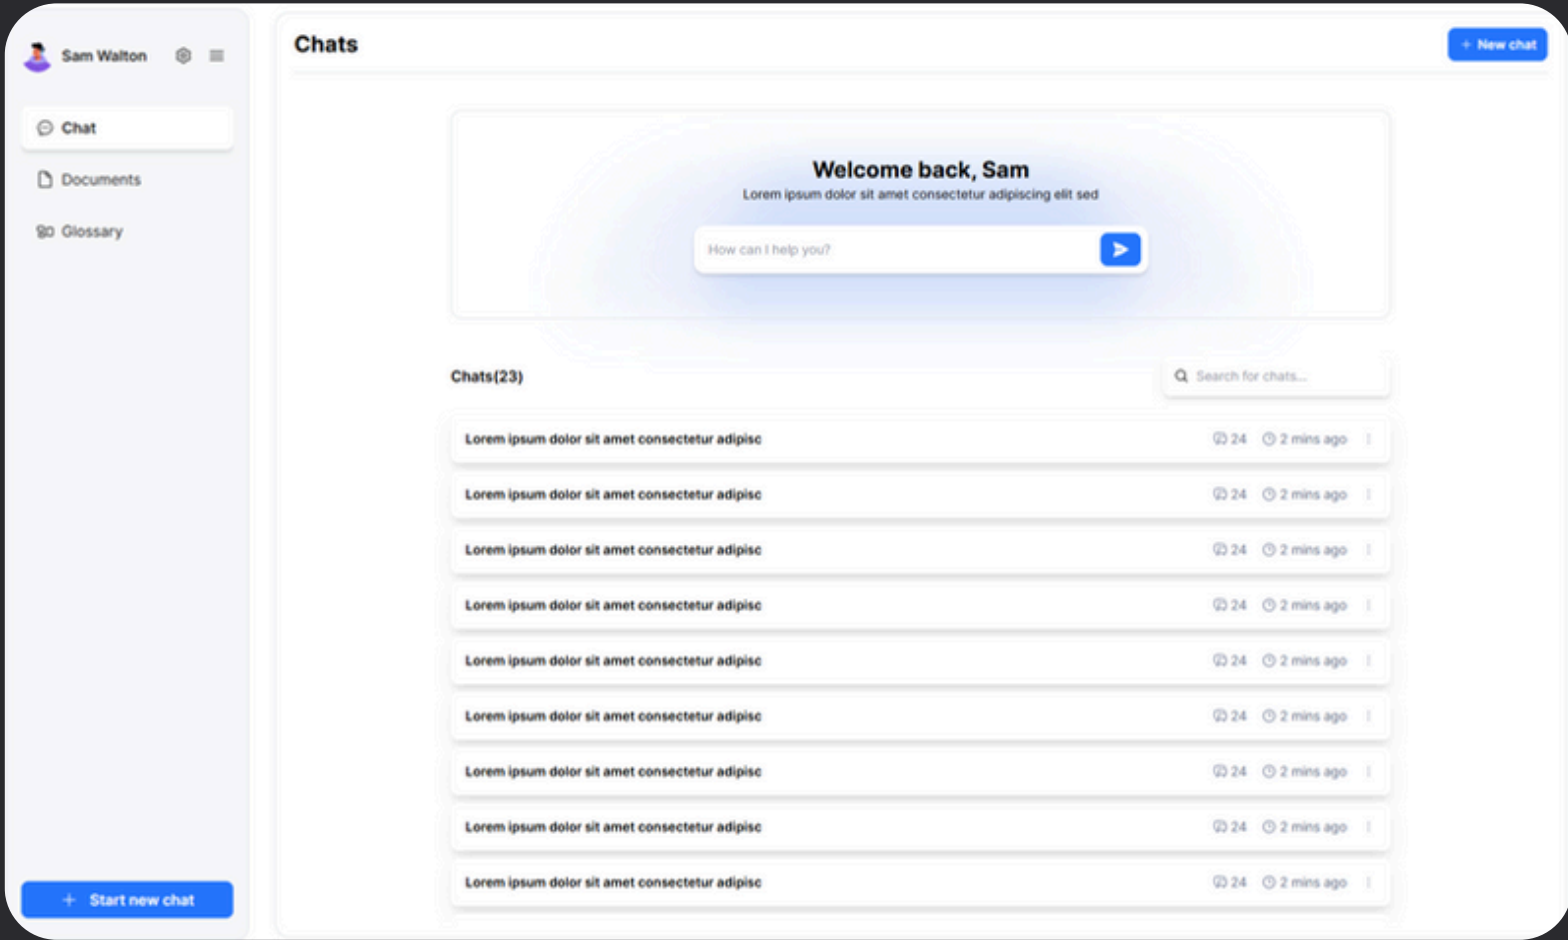 Sam Walton
Chat
Documents
Glossary
Start new chat
Chats
+ New chat
Welcome back, Sam
Lorem ipsum dolor sit amet consectetur adipiscing elit sed
How can I help you?
Chats(23)
Search for chats...
Lorem ipsum dolor sit amet consectetur adipisc 24 2 mins ago
Lorem ipsum dolor sit amet consectetur adipisc 24 2 mins ago
Lorem ipsum dolor sit amet consectetur adipisc 24 2 mins ago
Lorem ipsum dolor sit amet consectetur adipisc 24 2 mins ago
Lorem ipsum dolor sit amet consectetur adipisc 24 2 mins ago
Lorem ipsum dolor sit amet consectetur adipisc 24 2 mins ago
Lorem ipsum dolor sit amet consectetur adipisc 24 2 mins ago
Lorem ipsum dolor sit amet consectetur adipisc 24 2 mins ago
Lorem ipsum dolor sit amet consectetur adipisc 24 2 mins ago